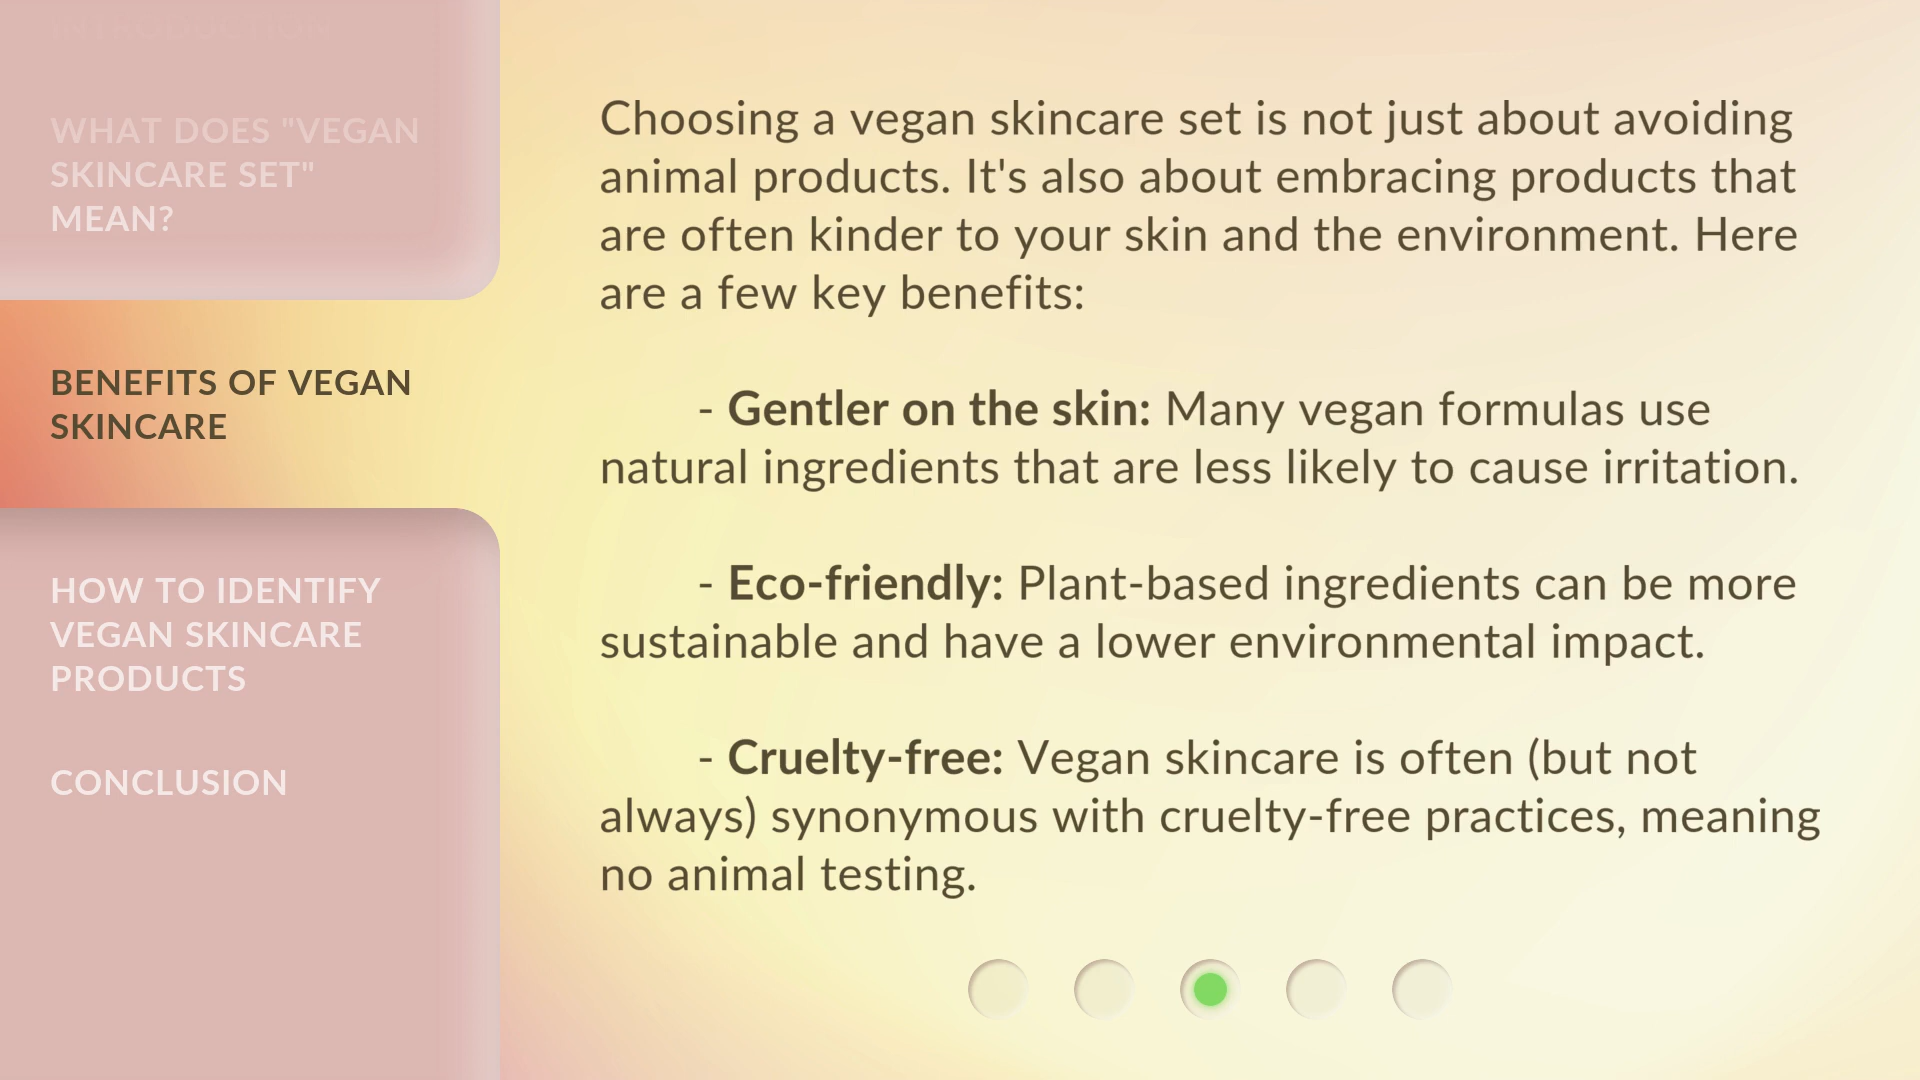 INTRODUCTION
WHAT DOES "VEGAN
SKINCARE SET"
MEAN?
BENEFITS OF VEGAN
SKINCARE
HOW TO IDENTIFY
VEGAN SKINCARE
PRODUCTS
CONCLUSION
Choosing a vegan skincare set is not just about avoiding
animal products. It's also about embracing products that
are often kinder to your skin and the environment. Here
are a few key benefits:
- Gentler on the skin: Many vegan formulas use
natural ingredients that are less likely to cause irritation.
- Eco-friendly: Plant-based ingredients can be more
sustainable and have a lower environmental impact.
- Cruelty-free: Vegan skincare is often (but not
always) synonymous with cruelty-free practices, meaning
no animal testing.